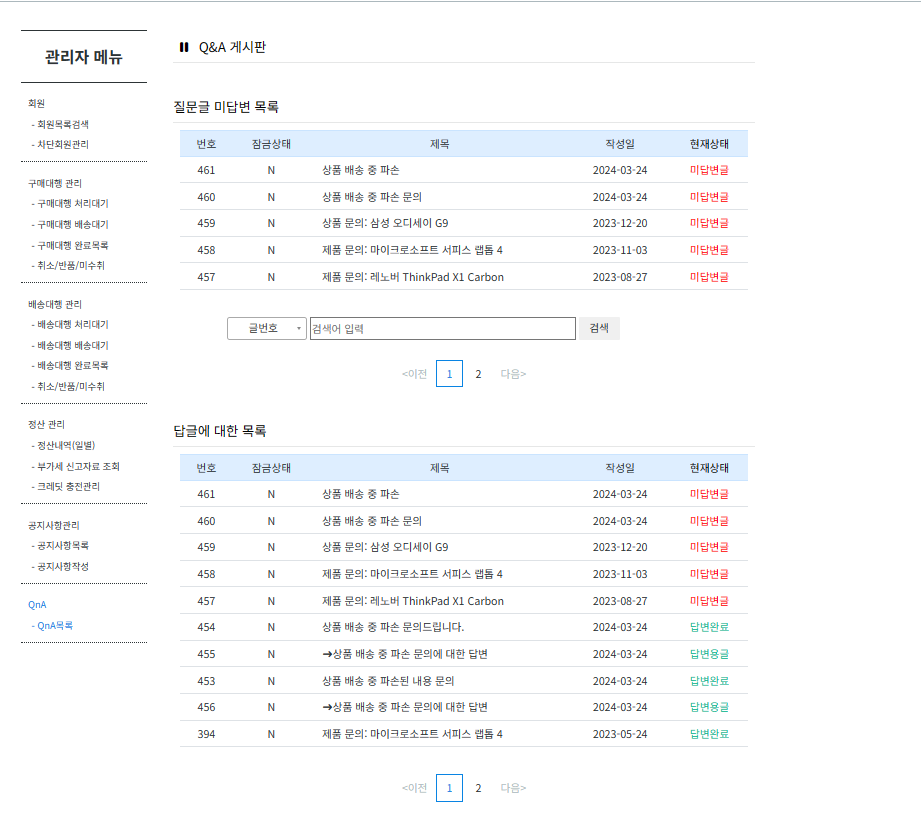 관리자 메뉴
회원
- 회원목록검색
- 차단회원관리
구매대행 관리
- 구매대행 처리대기
- 구매대행 배송대기
- 구매대행 완료목록
- 취소/반품/미수취
배송대행 관리
- 배송대행 처리대기
- 배송대행 배송대기
- 배송대행 완료목록
- 취소/반품/미수취
정산 관리
- 정산내역(일별)
- 부가세 신고자료 조회
- 크레딧 충전관리
공지사항관리
- 공지사항목록
- 공지사항작성
QnA
- QnA목록
Q&A 게시판
질문글 미답변 목록
번호 잠금상태 제목 작성일 현재상태
461 N 상품 배송 중 파손 2024-03-24 미답변글
460 N 상품 배송 중 파손 문의 2024-03-24 미답변글
459 N 상품 문의: 삼성 오디세이 G9 2023-12-20 미답변글
458 N 제품 문의: 마이크로소프트 서피스 랩톱 4 2023-11-03 미답변글
457 N 제품 문의: 레노버 ThinkPad X1 Carbon 2023-08-27 미답변글
글번호 검색어 입력 검색
<이전 1 2 다음>
답글에 대한 목록
번호 잠금상태 제목 작성일 현재상태
461 N 상품 배송 중 파손 2024-03-24 미답변글
460 N 상품 배송 중 파손 문의 2024-03-24 미답변글
459 N 상품 문의: 삼성 오디세이 G9 2023-12-20 미답변글
458 N 제품 문의: 마이크로소프트 서피스 랩톱 4 2023-11-03 미답변글
457 N 제품 문의: 레노버 ThinkPad X1 Carbon 2023-08-27 미답변글
454 N 상품 배송 중 파손 문의드립니다. 2024-03-24 답변완료
455 N ➔상품 배송 중 파손 문의에 대한 답변 2024-03-24 답변용글
453 N 상품 배송 중 파손된 내용 문의 2024-03-24 답변완료
456 N ➔상품 배송 중 파손 문의에 대한 답변 2024-03-24 답변용글
394 N 제품 문의: 마이크로소프트 서피스 랩톱 4 2023-05-24 답변완료
<이전 1 2 다음>